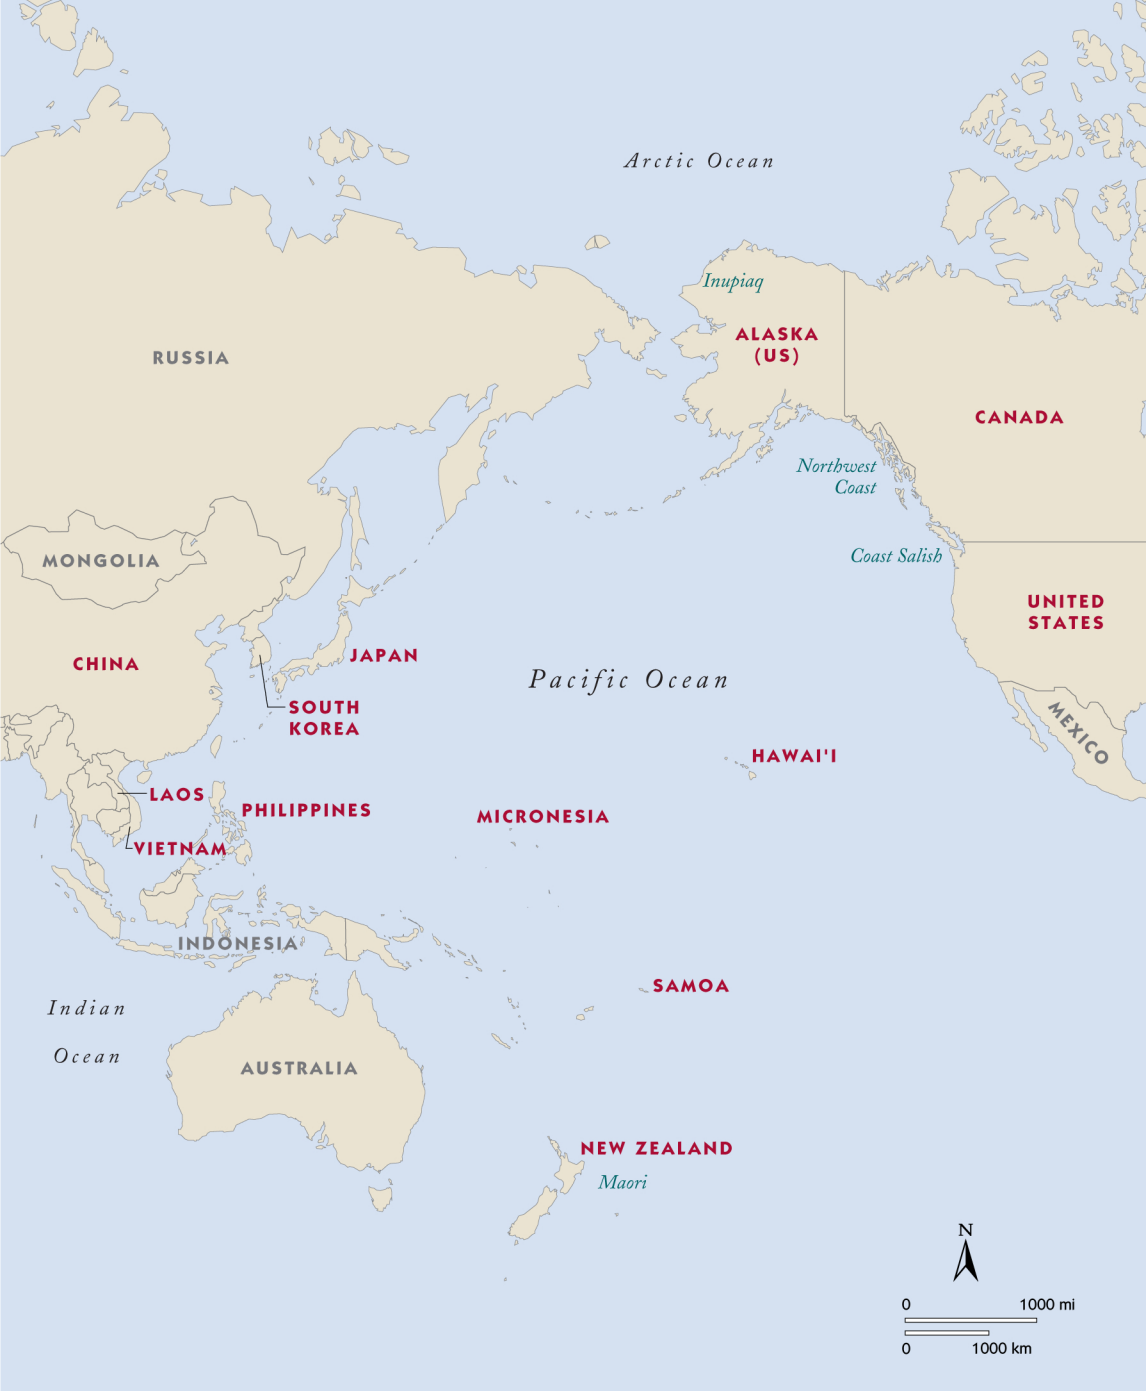 Arctic Ocean
Inupiaq
ALASKA
(US)
RUSSIA
CANADA
Northwest
Coast
Coast Salish
MONGOLIA
UNITED
STATES
CHINA
JAPAN
Pacific Ocean
SOUTH
KOREA
MEXICO
HAWAI'I
LAOS
PHILIPPINES
MICRONESIA
VIETNAM
INDONESIA
SAMOA
Indian
Ocean
AUSTRALIA
NEW ZEALAND
Maori
N
0 1000 mi
0 1000 km